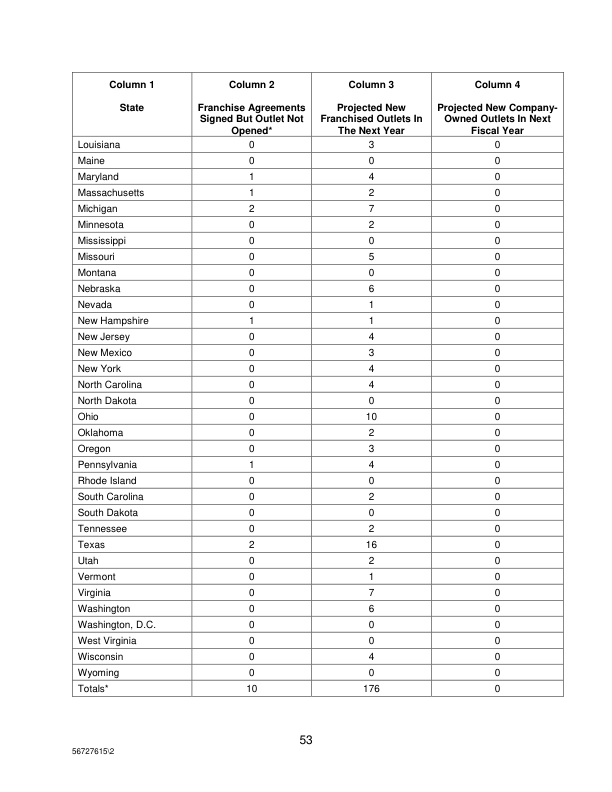 Column 1 Column 2 Column 3 Column 4
State Franchise Agreements Projected New Projected New Company-
Signed But Outlet Not Franchised Outlets In Owned Outlets In Next
Opened* The Next Year Fiscal Year
Louisiana 0 3 0
Maine 0 0 0
Maryland 1 4 0
Massachusetts 1 2 0
Michigan 2 7 0
Minnesota 0 2 0
Mississippi 0 0 0
Missouri 0 5 0
Montana 0 0 0
Nebraska 0 6 0
Nevada 0 1 0
New Hampshire 1 1 0
New Jersey 0 4 0
New Mexico 0 3 0
New York 0 4 0
North Carolina 0 4 0
North Dakota 0 0 0
Ohio 0 10 0
Oklahoma 0 2 0
Oregon 0 3 0
Pennsylvania 1 4 0
Rhode Island 0 0 0
South Carolina 0 2 0
South Dakota 0 0 0
Tennessee 0 2 0
Texas 2 16 0
Utah 0 2 0
Vermont 0 1 0
Virginia 0 7 0
Washington 0 6 0
Washington, D.C. 0 0 0
West Virginia 0 0 0
Wisconsin 0 4 0
Wyoming 0 0 0
Totals* 10 176 0
53
56727615\2